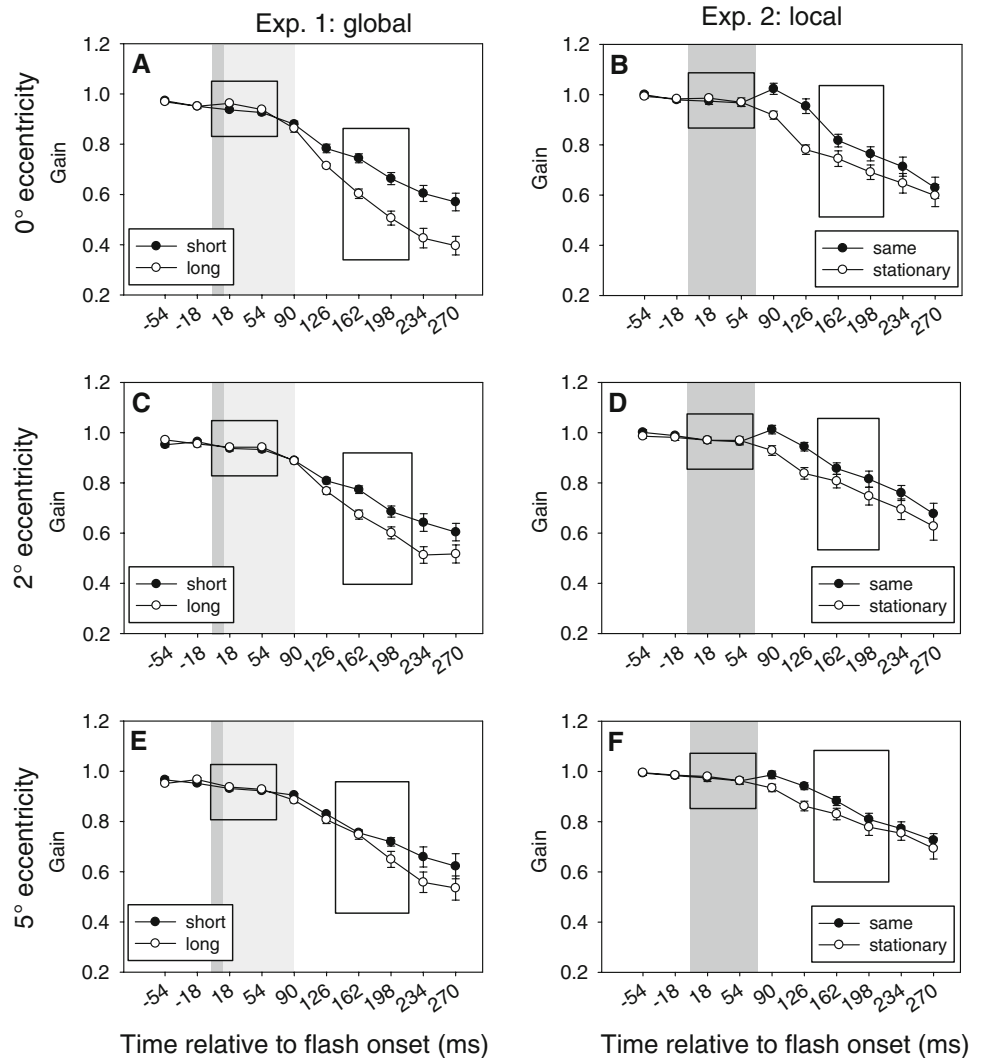 Exp. 1: global
Exp. 2: local
0° eccentricity
Gain
1.2
1.0
0.8
0.6
0.4
0.2
A
short
long
-54 -18 18 54 90 126 162 198 234 270
Gain
1.2
1.0
0.8
0.6
0.4
0.2
B
same
stationary
-54 -18 18 54 90 126 162 198 234 270
2° eccentricity
Gain
1.2
1.0
0.8
0.6
0.4
0.2
C
short
long
-54 -18 18 54 90 126 162 198 234 270
Gain
1.2
1.0
0.8
0.6
0.4
0.2
D
same
stationary
-54 -18 18 54 90 126 162 198 234 270
5° eccentricity
Gain
1.2
1.0
0.8
0.6
0.4
0.2
E
short
long
-54 -18 18 54 90 126 162 198 234 270
Gain
1.2
1.0
0.8
0.6
0.4
0.2
F
same
stationary
-54 -18 18 54 90 126 162 198 234 270
Time relative to flash onset (ms)
Time relative to flash onset (ms)